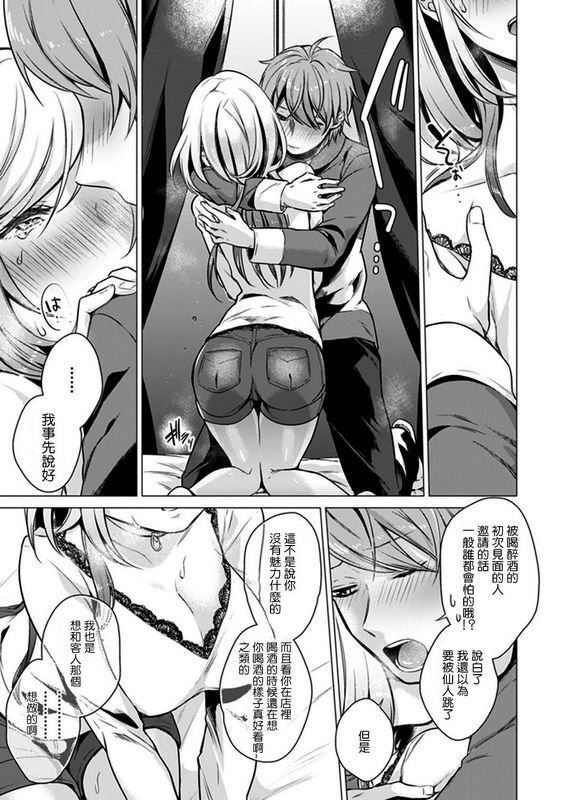 てぉぁ
は
ギッ
……
我事先說好
被喝醉酒的
初次見面的人
邀請的話
一般誰都會怕的哦!?
說白了
我還以為
要被仙人跳了
但是
這不是說你
沒有魅力什麼的
而且看你在店裡
喝酒的時候還在想
你喝酒的樣子真好看啊
之類的
我也是
想和客人那個
………
想做的啊